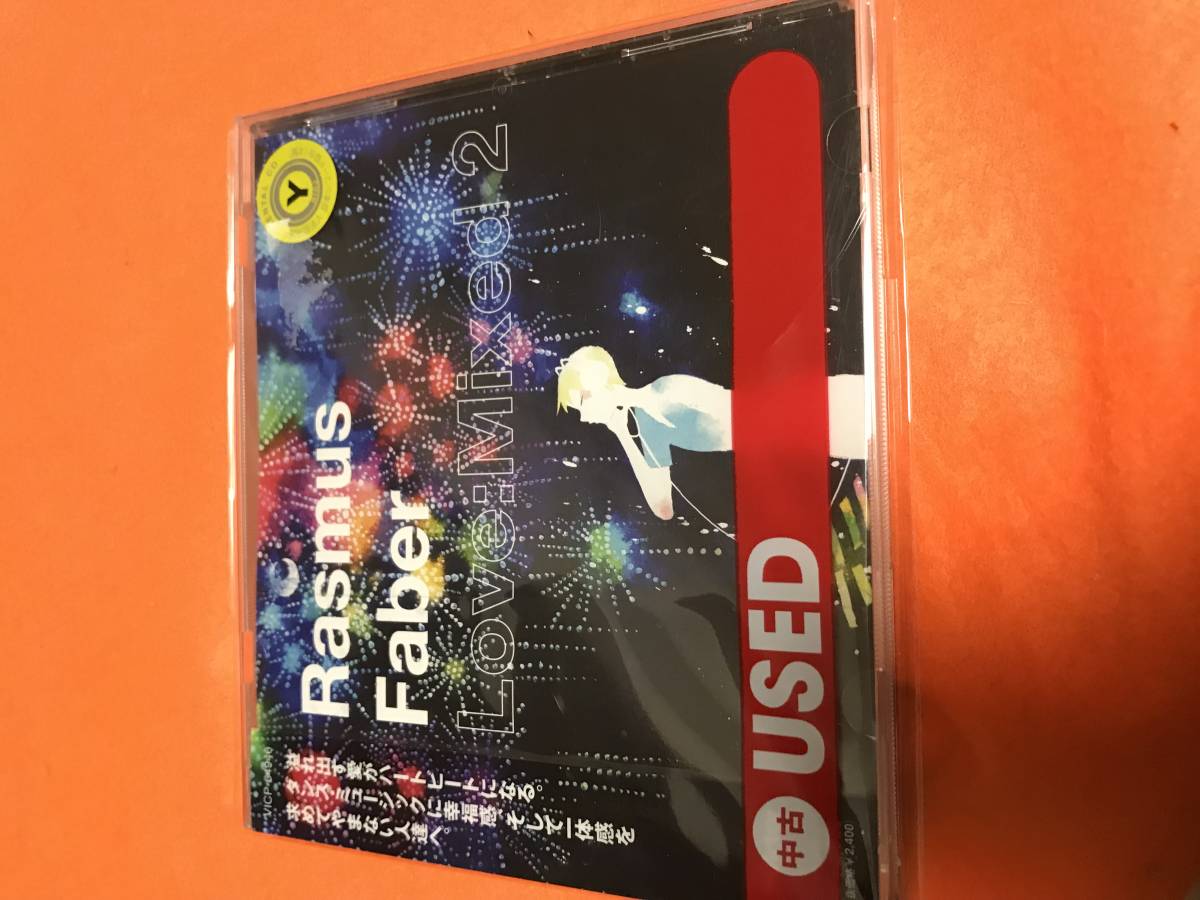 Y
Rasmus
Faber
Love:Mixed 2
溢れ出す愛がハートビートになる。
ダンス・ミュージックに幸福感、そして一体感を
求めてやまない人達へ。
中古 USED
¥2,400